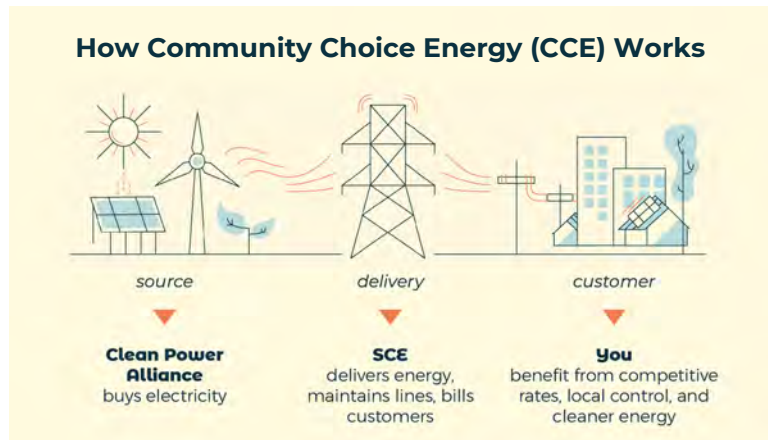 How Community Choice Energy (CCE) Works
source
delivery
customer
Clean Power
Alliance
buys electricity
SCE
delivers energy,
maintains lines, bills
customers
You
benefit from competitive
rates, local control, and
cleaner energy